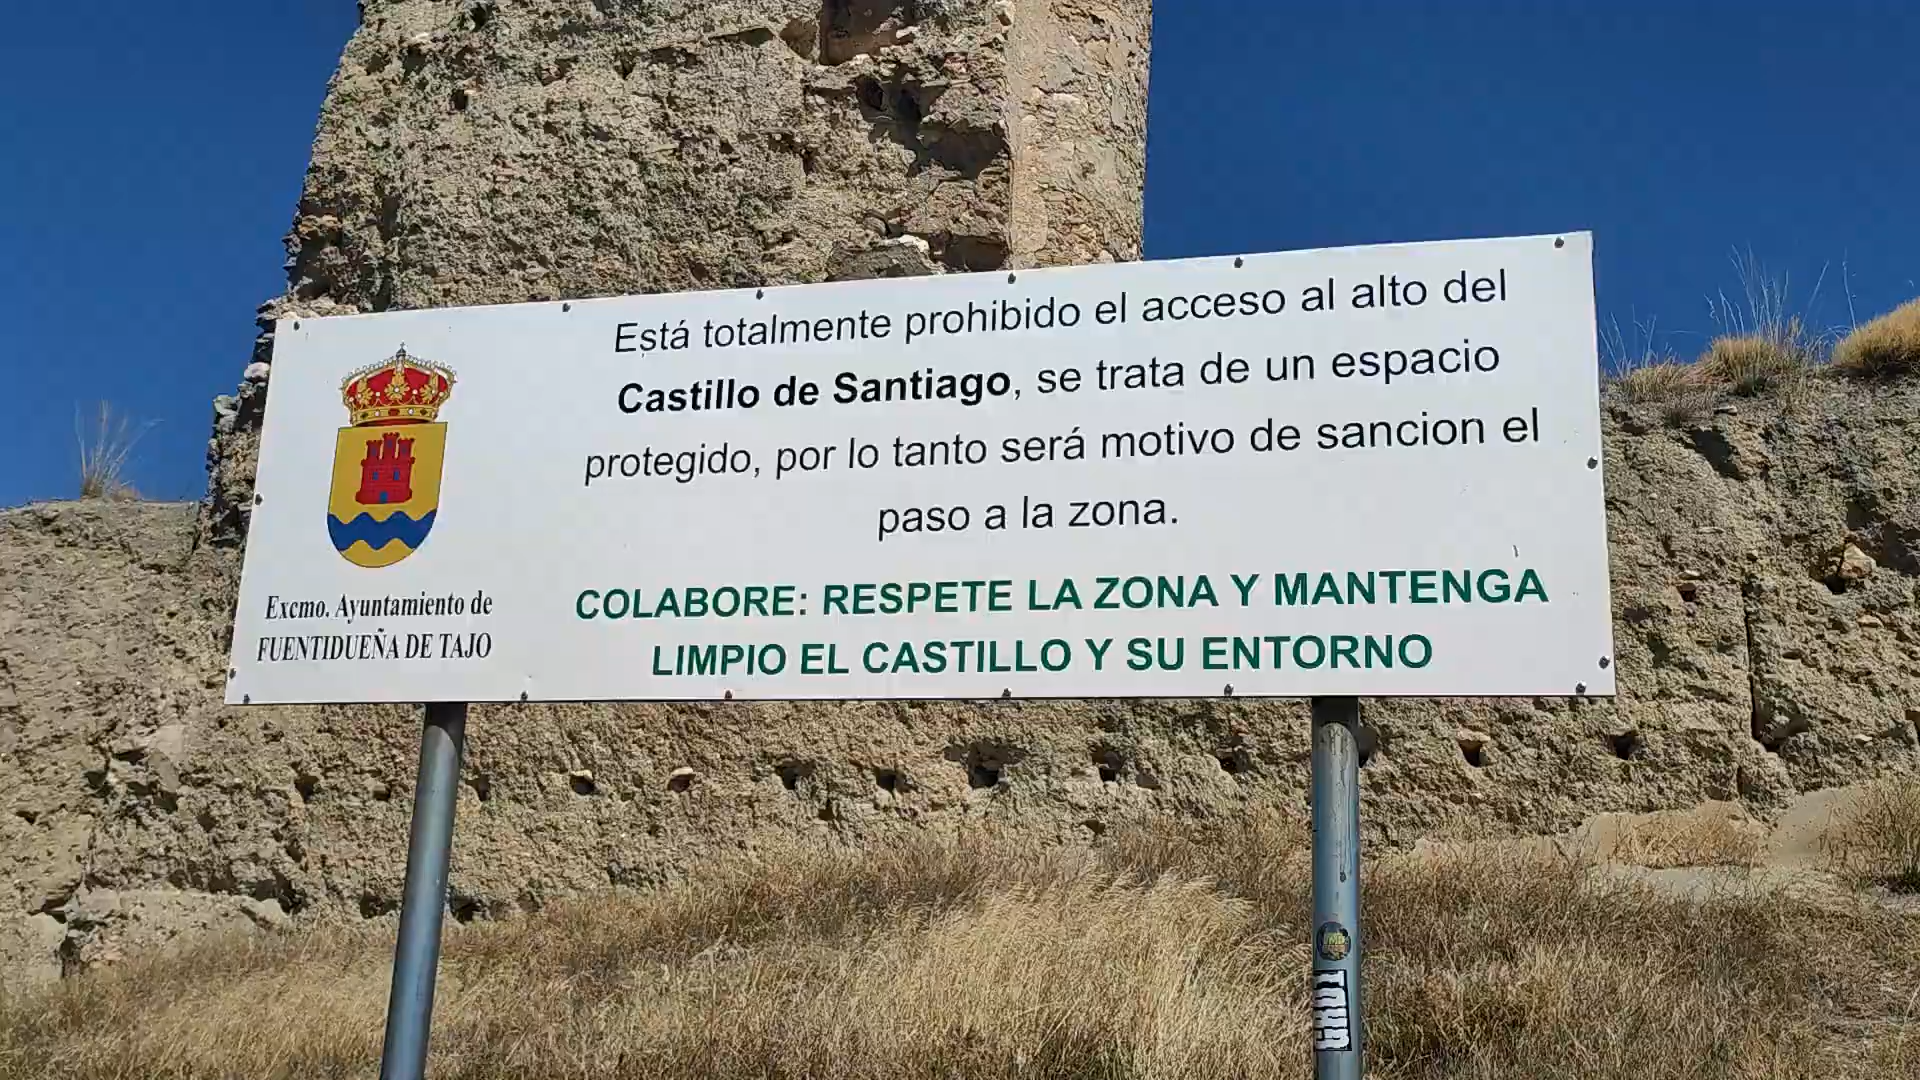 Está totalmente prohibido el acceso al alto del
Castillo de Santiago, se trata de un espacio
protegido, por lo tanto será motivo de sancion el
paso a la zona.
COLABORE: RESPETE LA ZONA Y MANTENGA
LIMPIO EL CASTILLO Y SU ENTORNO
Excmo. Ayuntamiento de
FUENTIDUEÑA DE TAJO